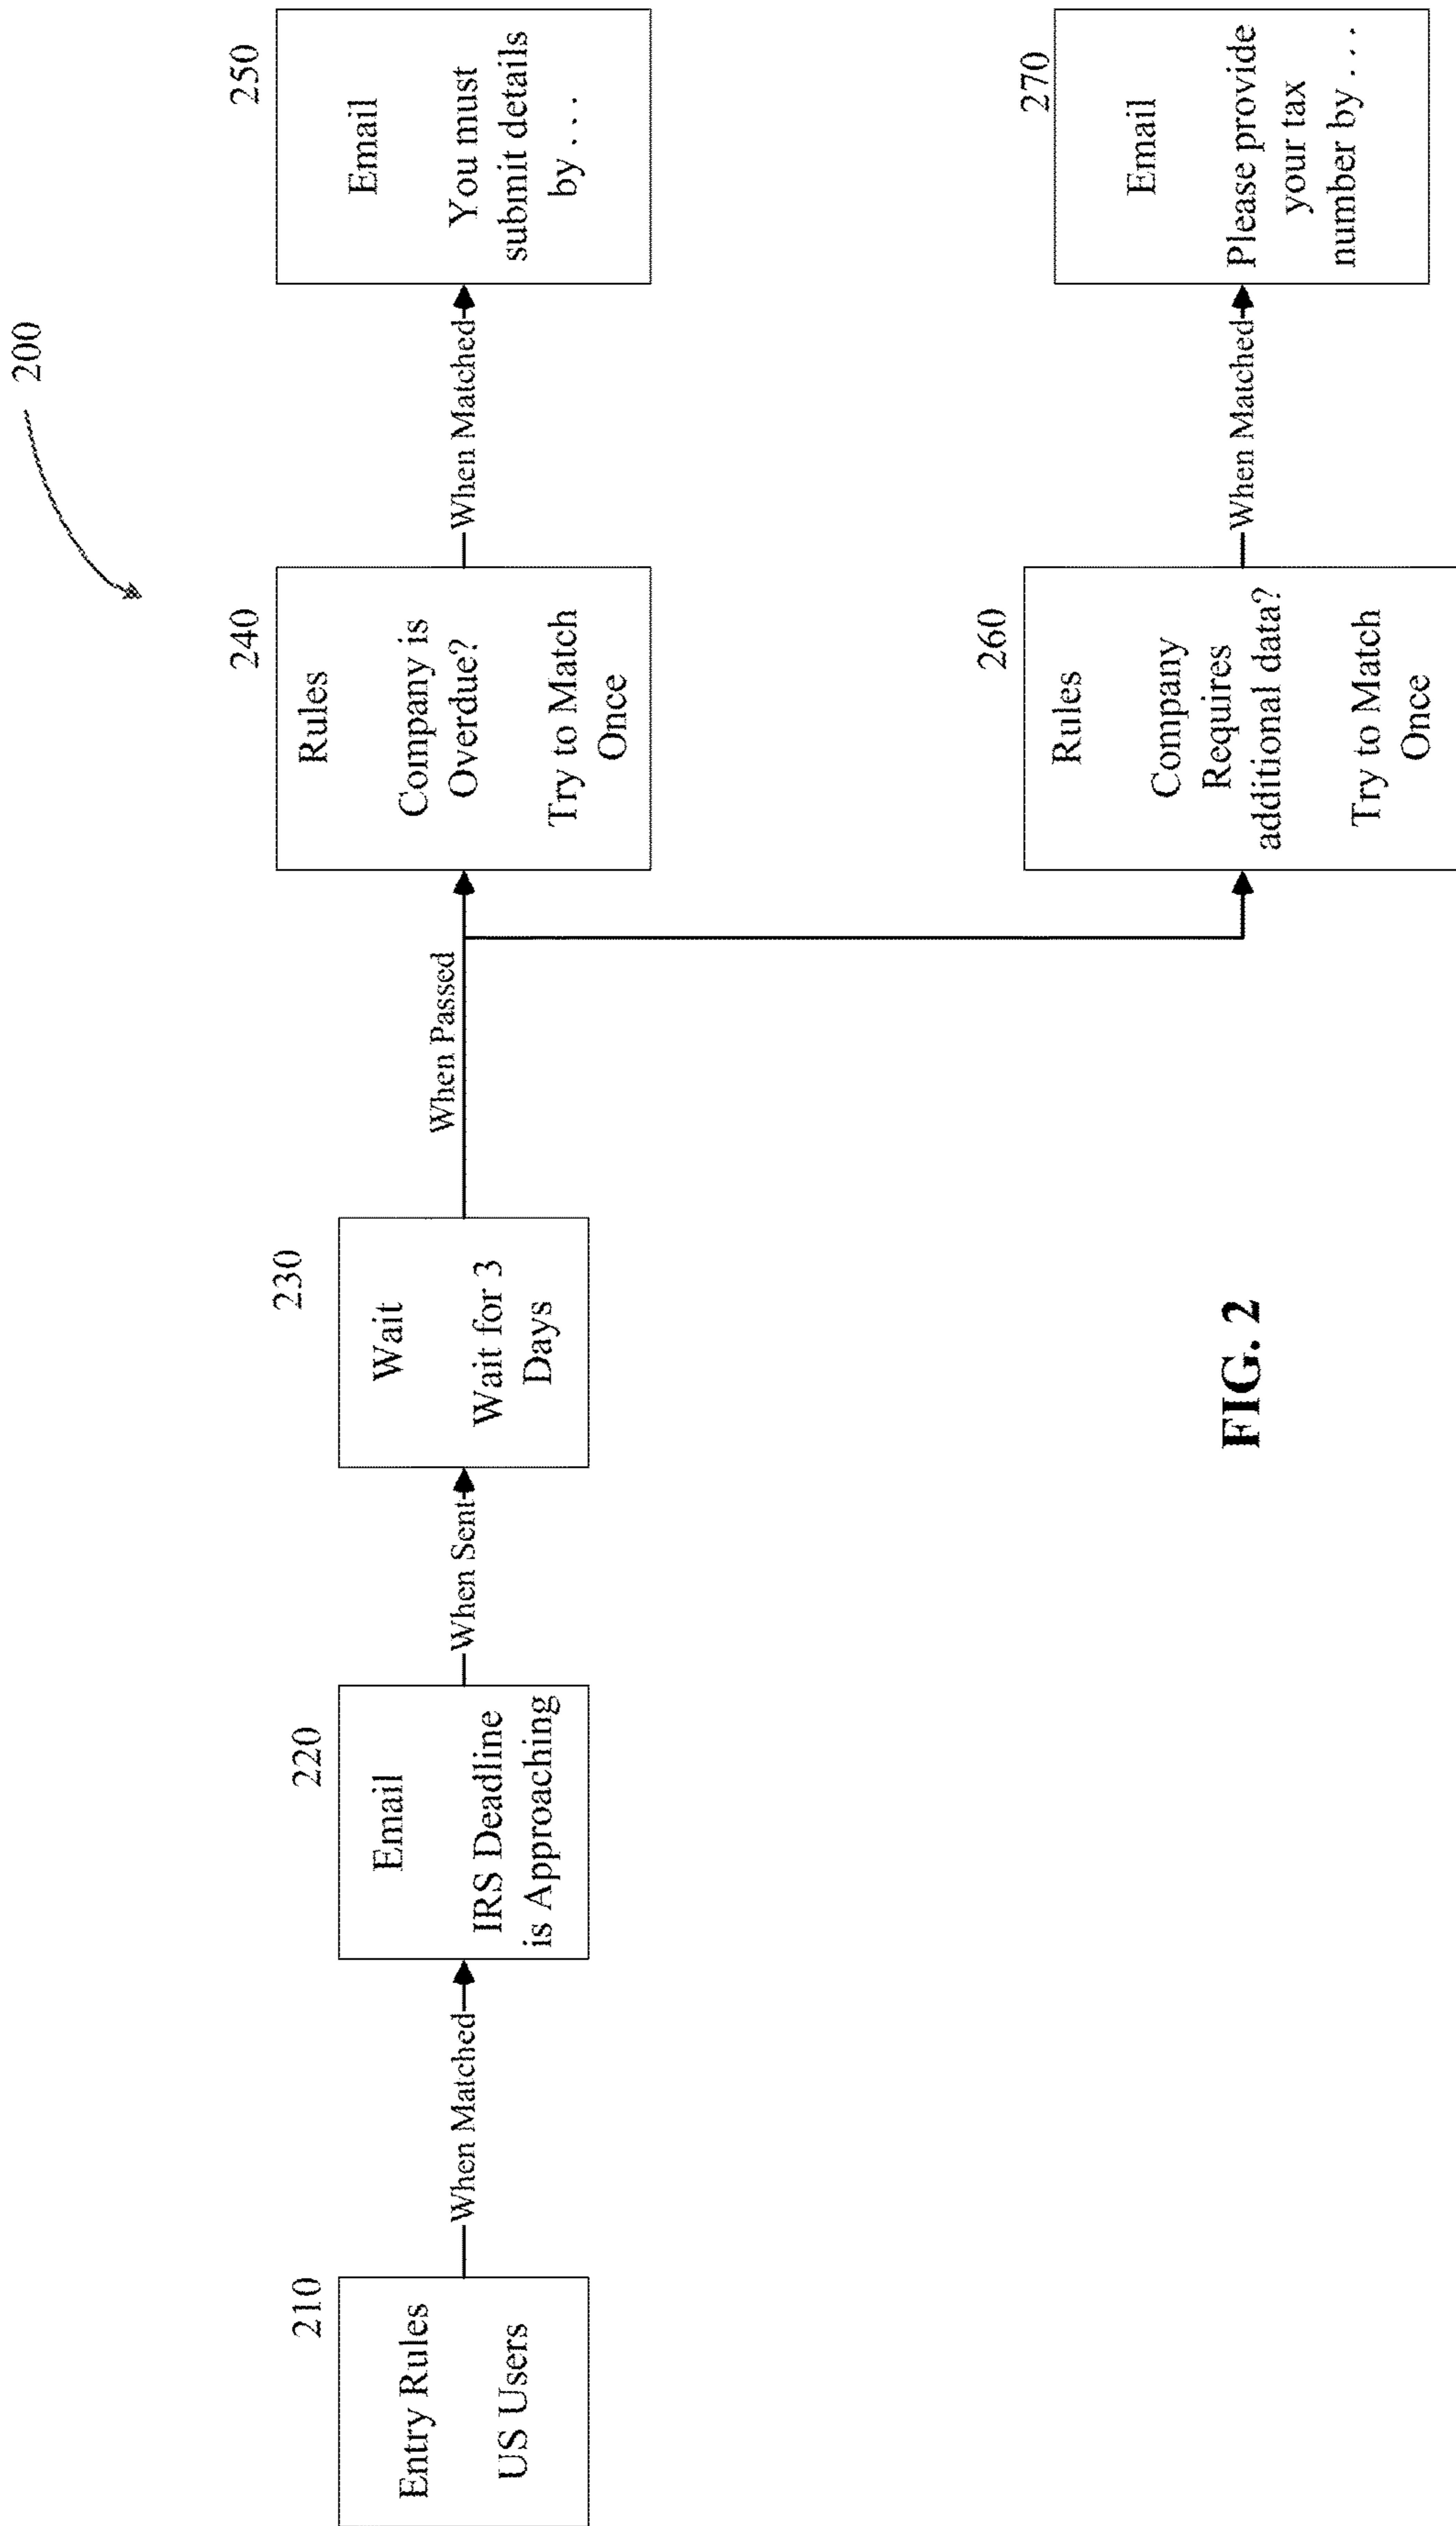 200
210
Entry Rules
US Users
When Matched
220
Email
IRS Deadline
is Approaching
When Sent
230
Wait
Wait for 3
Days
When Passed
240
Rules
Company is
Overdue?
Try to Match
Once
When Matched
250
Email
You must
submit details
by . . .
260
Rules
Company
Requires
additional data?
Try to Match
Once
When Matched
270
Email
Please provide
your tax
number by . . .
FIG. 2